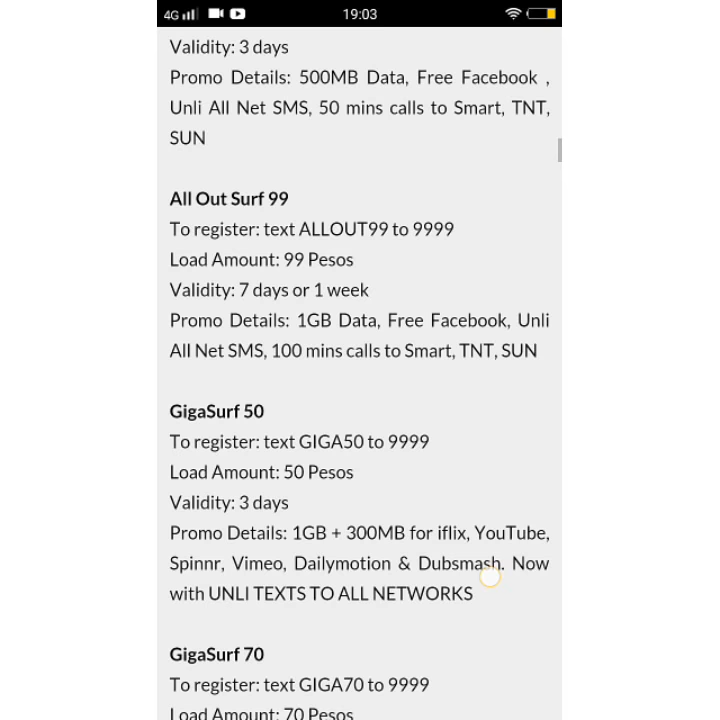 4G 19:03
Validity: 3 days
Promo Details: 500MB Data, Free Facebook ,
Unli All Net SMS, 50 mins calls to Smart, TNT,
SUN
All Out Surf 99
To register: text ALLOUT99 to 9999
Load Amount: 99 Pesos
Validity: 7 days or 1 week
Promo Details: 1GB Data, Free Facebook, Unli
All Net SMS, 100 mins calls to Smart, TNT, SUN
GigaSurf 50
To register: text GIGA50 to 9999
Load Amount: 50 Pesos
Validity: 3 days
Promo Details: 1GB + 300MB for iflix, YouTube,
Spinnr, Vimeo, Dailymotion & Dubsmash. Now
with UNLI TEXTS TO ALL NETWORKS
GigaSurf 70
To register: text GIGA70 to 9999
Load Amount: 70 Pesos